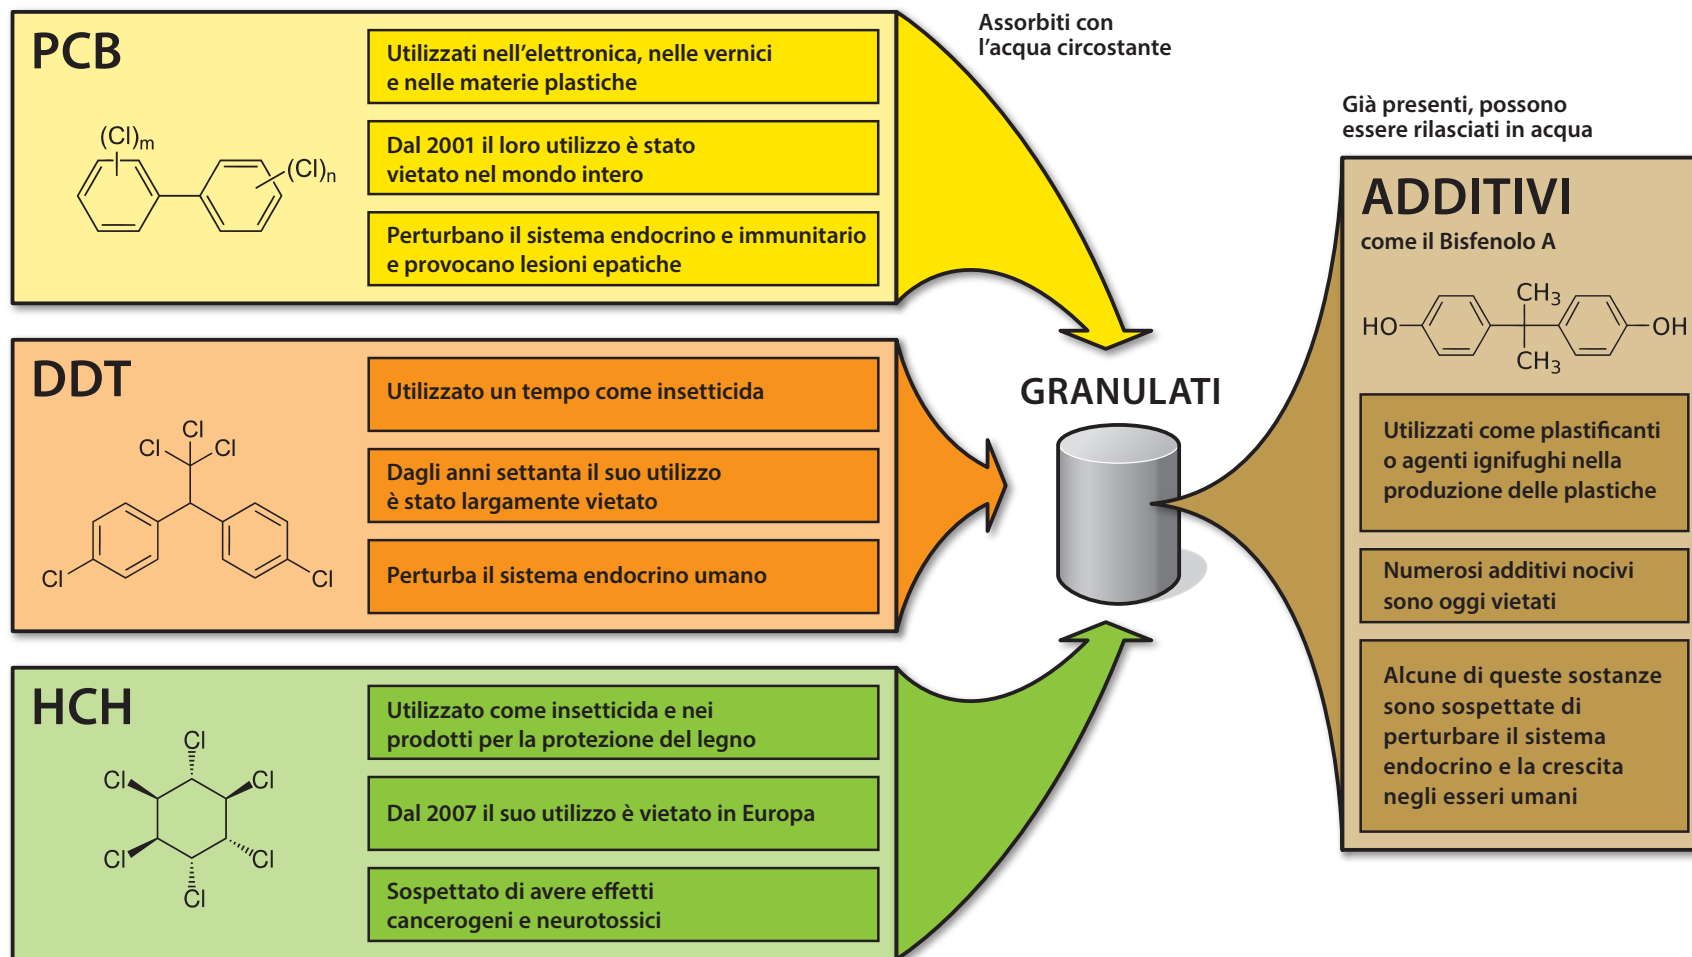 PCB
(Cl)m
(Cl)n
Utilizzati nell'elettronica, nelle vernici
e nelle materie plastiche
Dal 2001 il loro utilizzo è stato
vietato nel mondo intero
Perturbano il sistema endocrino e immunitario
e provocano lesioni epatiche
Assorbiti con
l'acqua circostante
DDT
Cl
Cl
Cl
Cl
Cl
Utilizzato un tempo come insetticida
Dagli anni settanta il suo utilizzo
è stato largamente vietato
Perturba il sistema endocrino umano
HCH
Cl
Cl
Cl
Cl
Cl
Cl
Utilizzato come insetticida e nei
prodotti per la protezione del legno
Dal 2007 il suo utilizzo è vietato in Europa
Sospettato di avere effetti
cancerogeni e neurotossici
GRANULATI
Già presenti, possono
essere rilasciati in acqua
ADDITIVI
come il Bisfenolo A
CH3
HO
OH
CH3
Utilizzati come plastificanti
o agenti ignifughi nella
produzione delle plastiche
Numerosi additivi nocivi
sono oggi vietati
Alcune di queste sostanze
sono sospettate di
perturbare il sistema
endocrino e la crescita
negli esseri umani